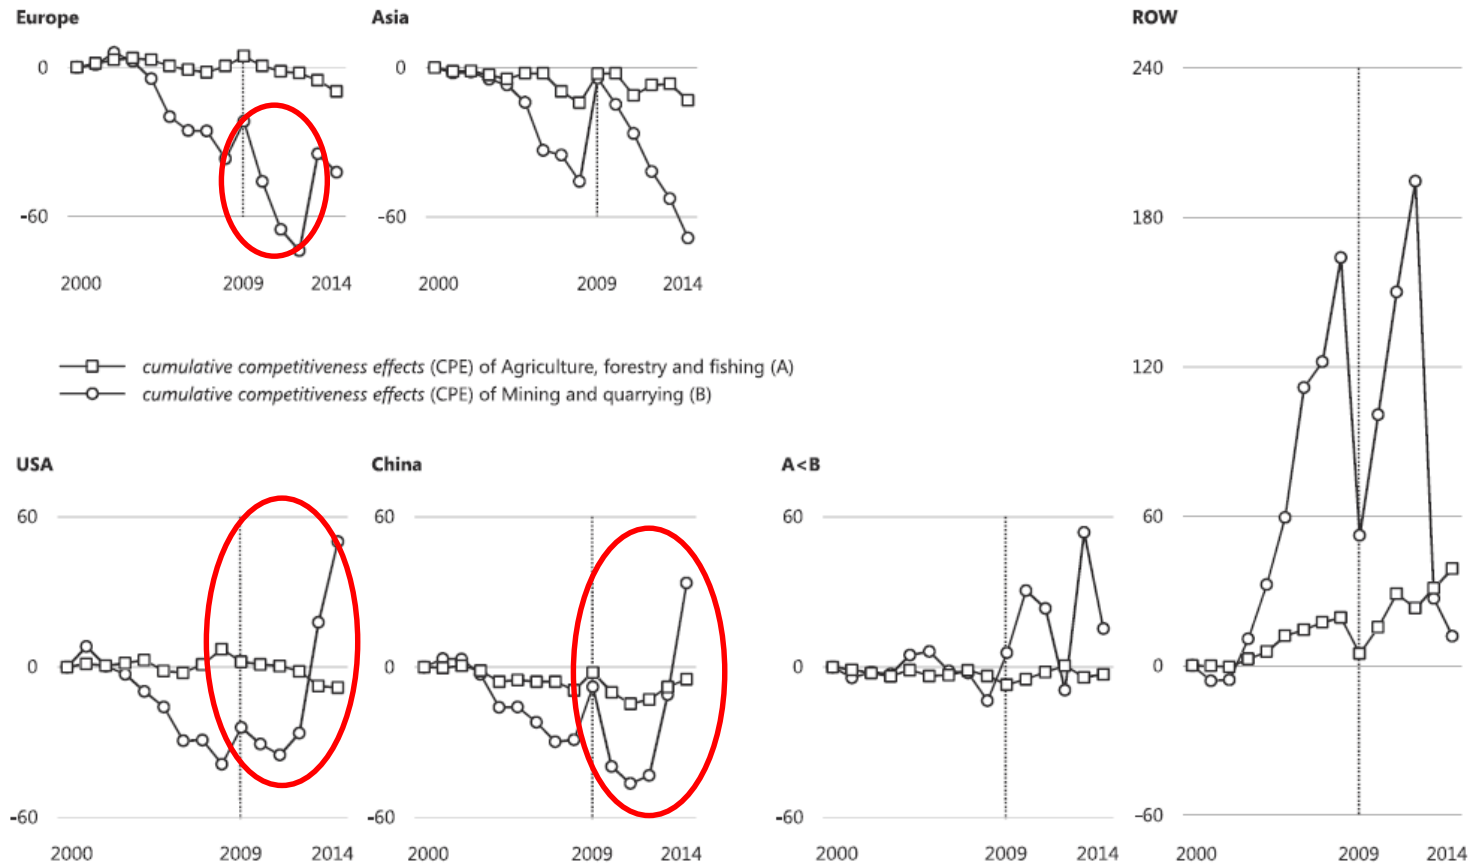 Europe
Asia
ROW
0
-60
2000 2009 2014
0
-60
2000 2009 2014
cumulative competitiveness effects (CPE) of Agriculture, forestry and fishing (A)
cumulative competitiveness effects (CPE) of Mining and quarrying (B)
USA
China
A<B
60
0
-60
2000 2009 2014
60
0
-60
2000 2009 2014
60
0
-60
2000 2009 2014
240
180
120
60
0
-60
2000 2009 2014